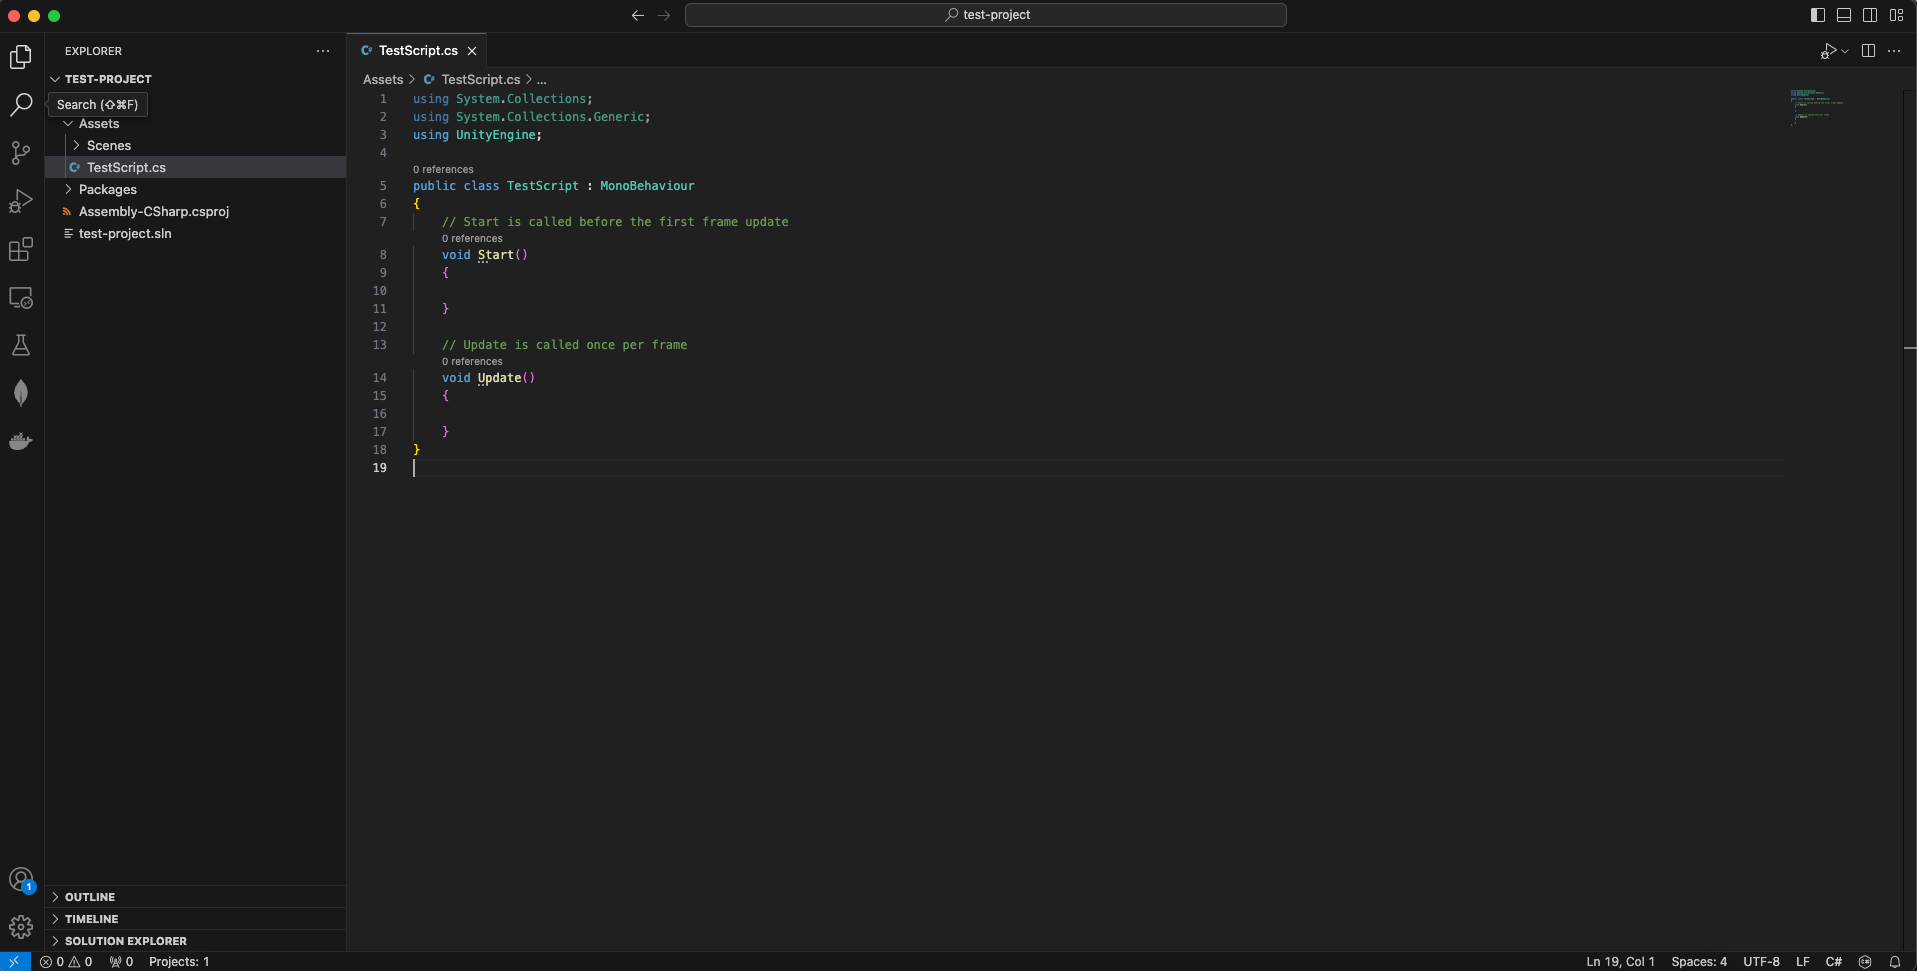 test-project
EXPLORER
TEST-PROJECT
Search (⇧⌘F)
Assets
Scenes
TestScript.cs
Packages
Assembly-CSharp.csproj
test-project.sln
OUTLINE
TIMELINE
SOLUTION EXPLORER
TestScript.cs
Assets > TestScript.cs > ...
1 using System.Collections;
2 using System.Collections.Generic;
3 using UnityEngine;
4
0 references
5 public class TestScript : MonoBehaviour
6 {
7     // Start is called before the first frame update
0 references
8     void Start()
9     {
10
11     }
12
13     // Update is called once per frame
0 references
14     void Update()
15     {
16
17     }
18 }
19
1
0 0 0 Projects: 1
Ln 19, Col 1 Spaces: 4 UTF-8 LF C#